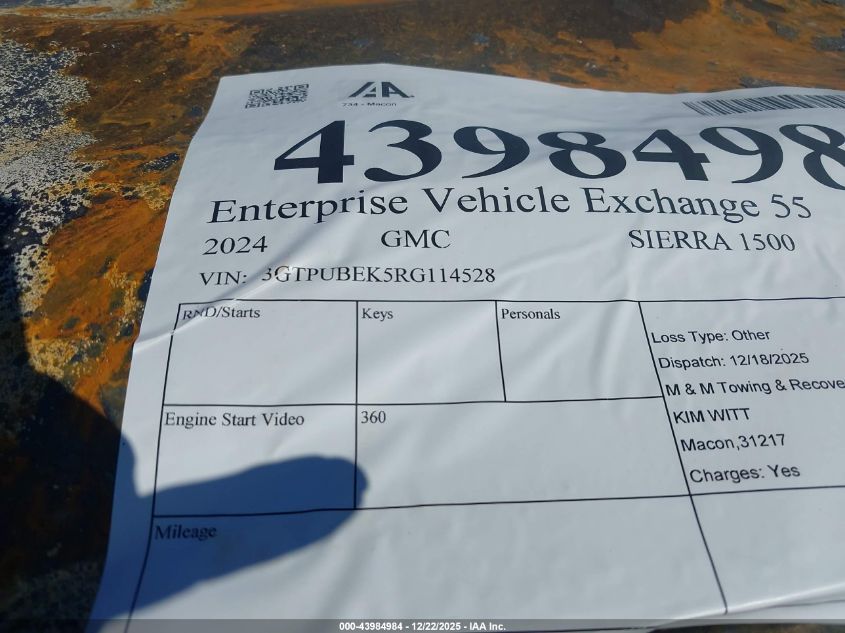 IAA
734 - Macon
4398498
Enterprise Vehicle Exchange 55
2024 GMC SIERRA 1500
VIN: 3GTPUBEK5RG114528
RND/Starts Keys Personals
Loss Type: Other
Dispatch: 12/18/2025
M & M Towing & Recove
Engine Start Video 360 KIM WITT
Macon,31217
Charges: Yes
Mileage
000-43984984 - 12/22/2025 - IAA Inc.